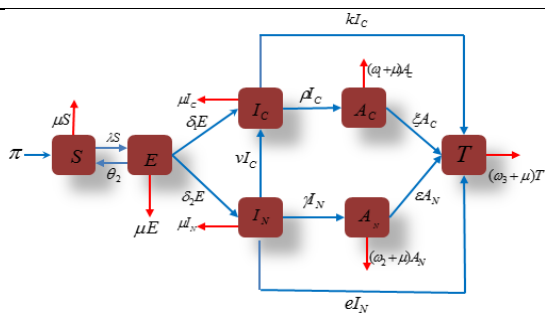 kI_C
μS
μI_C
I_C
ρI_C
(ω₁+μ)A_C
A_C
δ₁E
ξA_C
π
S
λS
θ₂
E
νI_C
T
(ω₃+μ)T
μE
δ₂E
μI_N
I_N
γI_N
A_N
εA_N
(ω₂+μ)A_N
eI_N